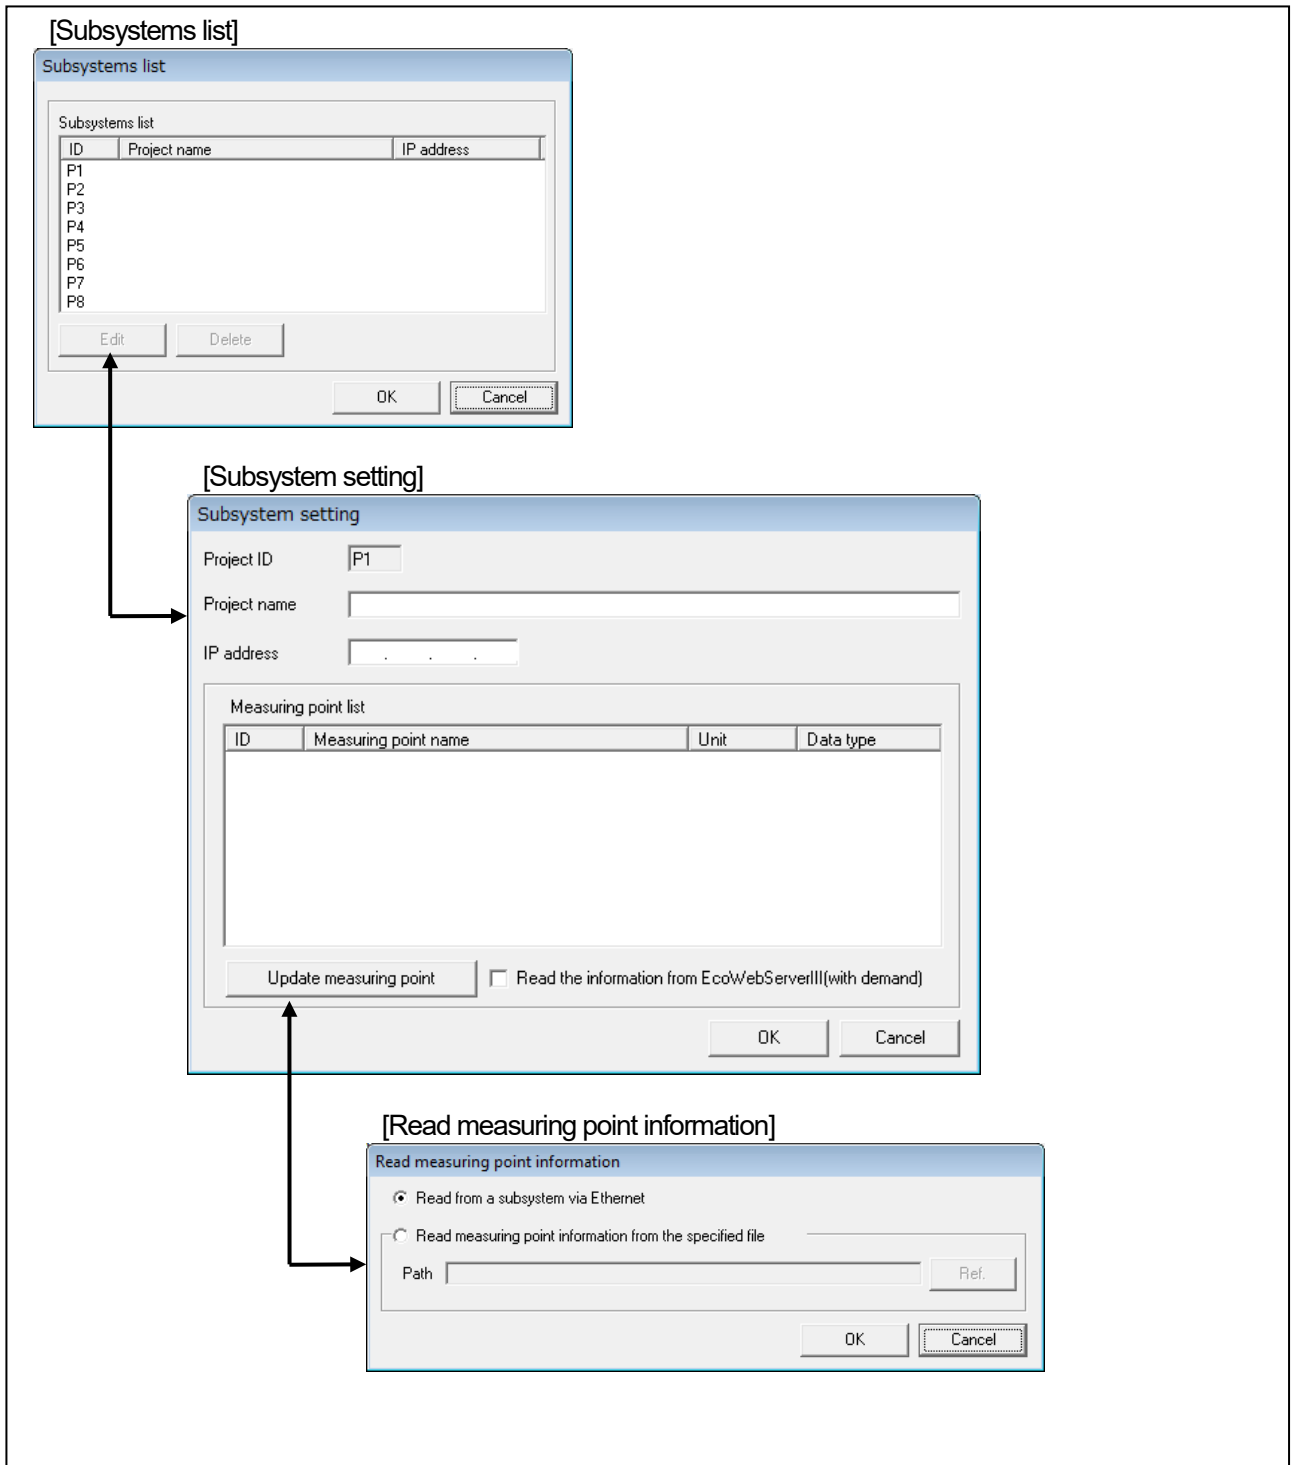 [Subsystems list]
Subsystems list
Subsystems list
ID Project name IP address
P1
P2
P3
P4
P5
P6
P7
P8
Edit Delete
OK Cancel
[Subsystem setting]
Subsystem setting
Project ID P1
Project name
IP address . . .
Measuring point list
ID Measuring point name Unit Data type
Update measuring point Read the information from EcoWebServerIII(with demand)
OK Cancel
[Read measuring point information]
Read measuring point information
Read from a subsystem via Ethernet
Read measuring point information from the specified file
Path Ref.
OK Cancel